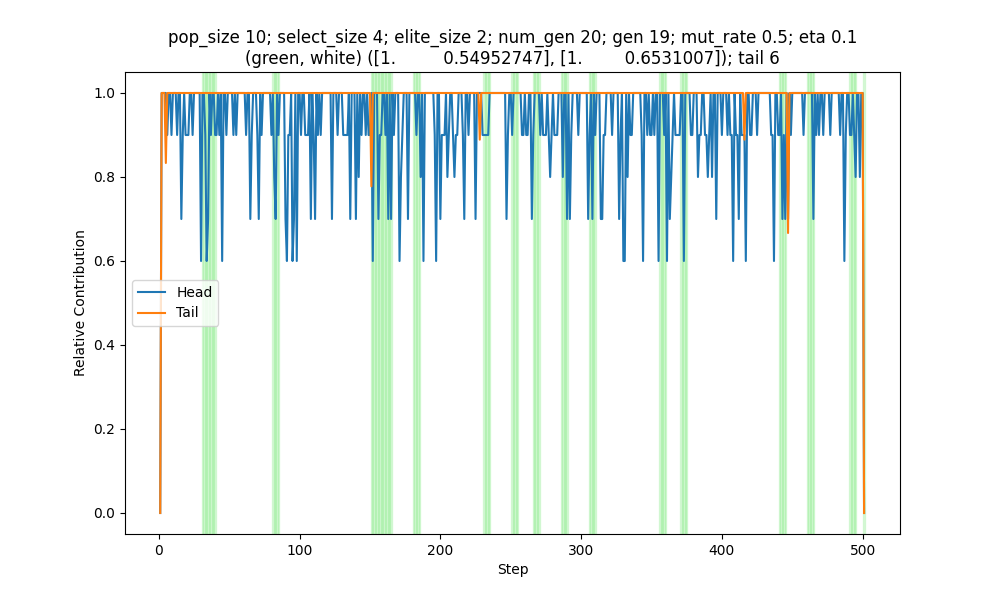 pop_size 10; select_size 4; elite_size 2; num_gen 20; gen 19; mut_rate 0.5; eta 0.1
(green, white) ([1. 0.54952747], [1. 0.6531007]); tail 6
1.0
0.8
0.6
0.4
0.2
0.0
Relative Contribution
Head
Tail
0 100 200 300 400 500
Step